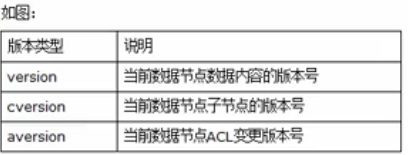 如图：
版本类型 说明
version 当前数据节点数据内容的版本号
cversion 当前数据节点子节点的版本号
aversion 当前数据节点ACL变更版本号